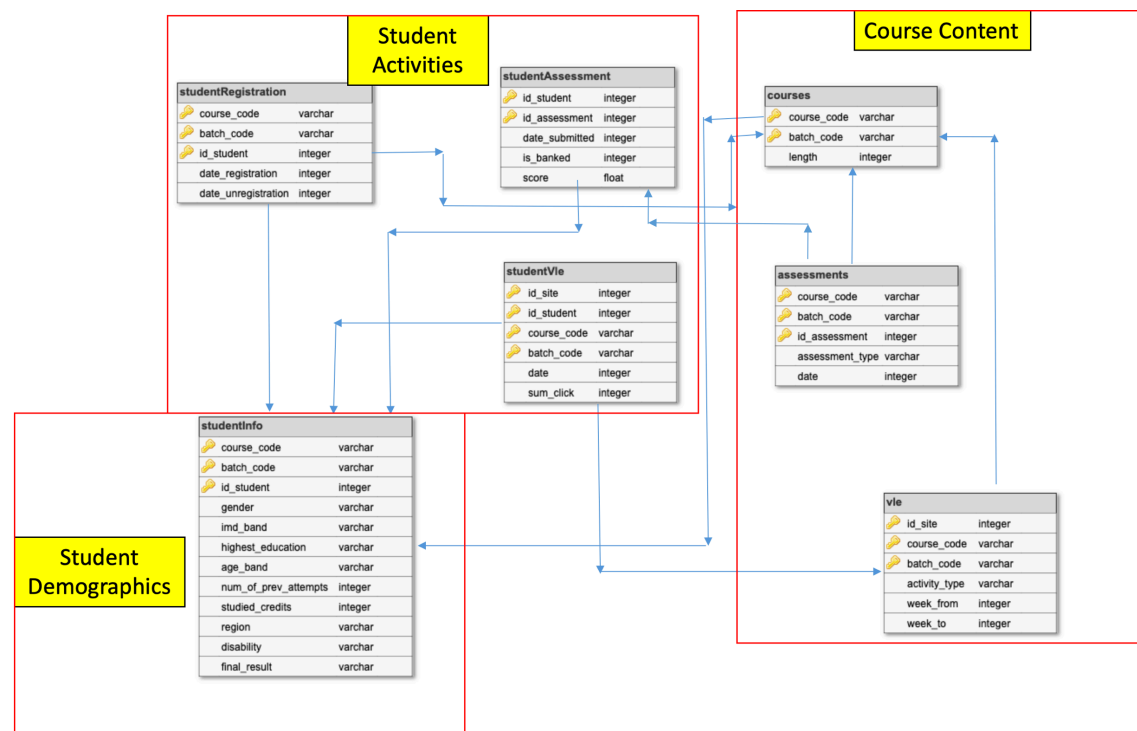 Student
Activities
studentRegistration
course_code varchar
batch_code varchar
id_student integer
date_registration integer
date_unregistration integer
studentAssessment
id_student integer
id_assessment integer
date_submitted integer
is_banked integer
score float
studentVle
id_site integer
id_student integer
course_code varchar
batch_code varchar
date integer
sum_click integer
Course Content
courses
course_code varchar
batch_code varchar
length integer
assessments
course_code varchar
batch_code varchar
id_assessment integer
assessment_type varchar
date integer
vle
id_site integer
course_code varchar
batch_code varchar
activity_type varchar
week_from integer
week_to integer
Student
Demographics
studentInfo
course_code varchar
batch_code varchar
id_student integer
gender varchar
imd_band varchar
highest_education varchar
age_band varchar
num_of_prev_attempts integer
studied_credits integer
region varchar
disability varchar
final_result varchar